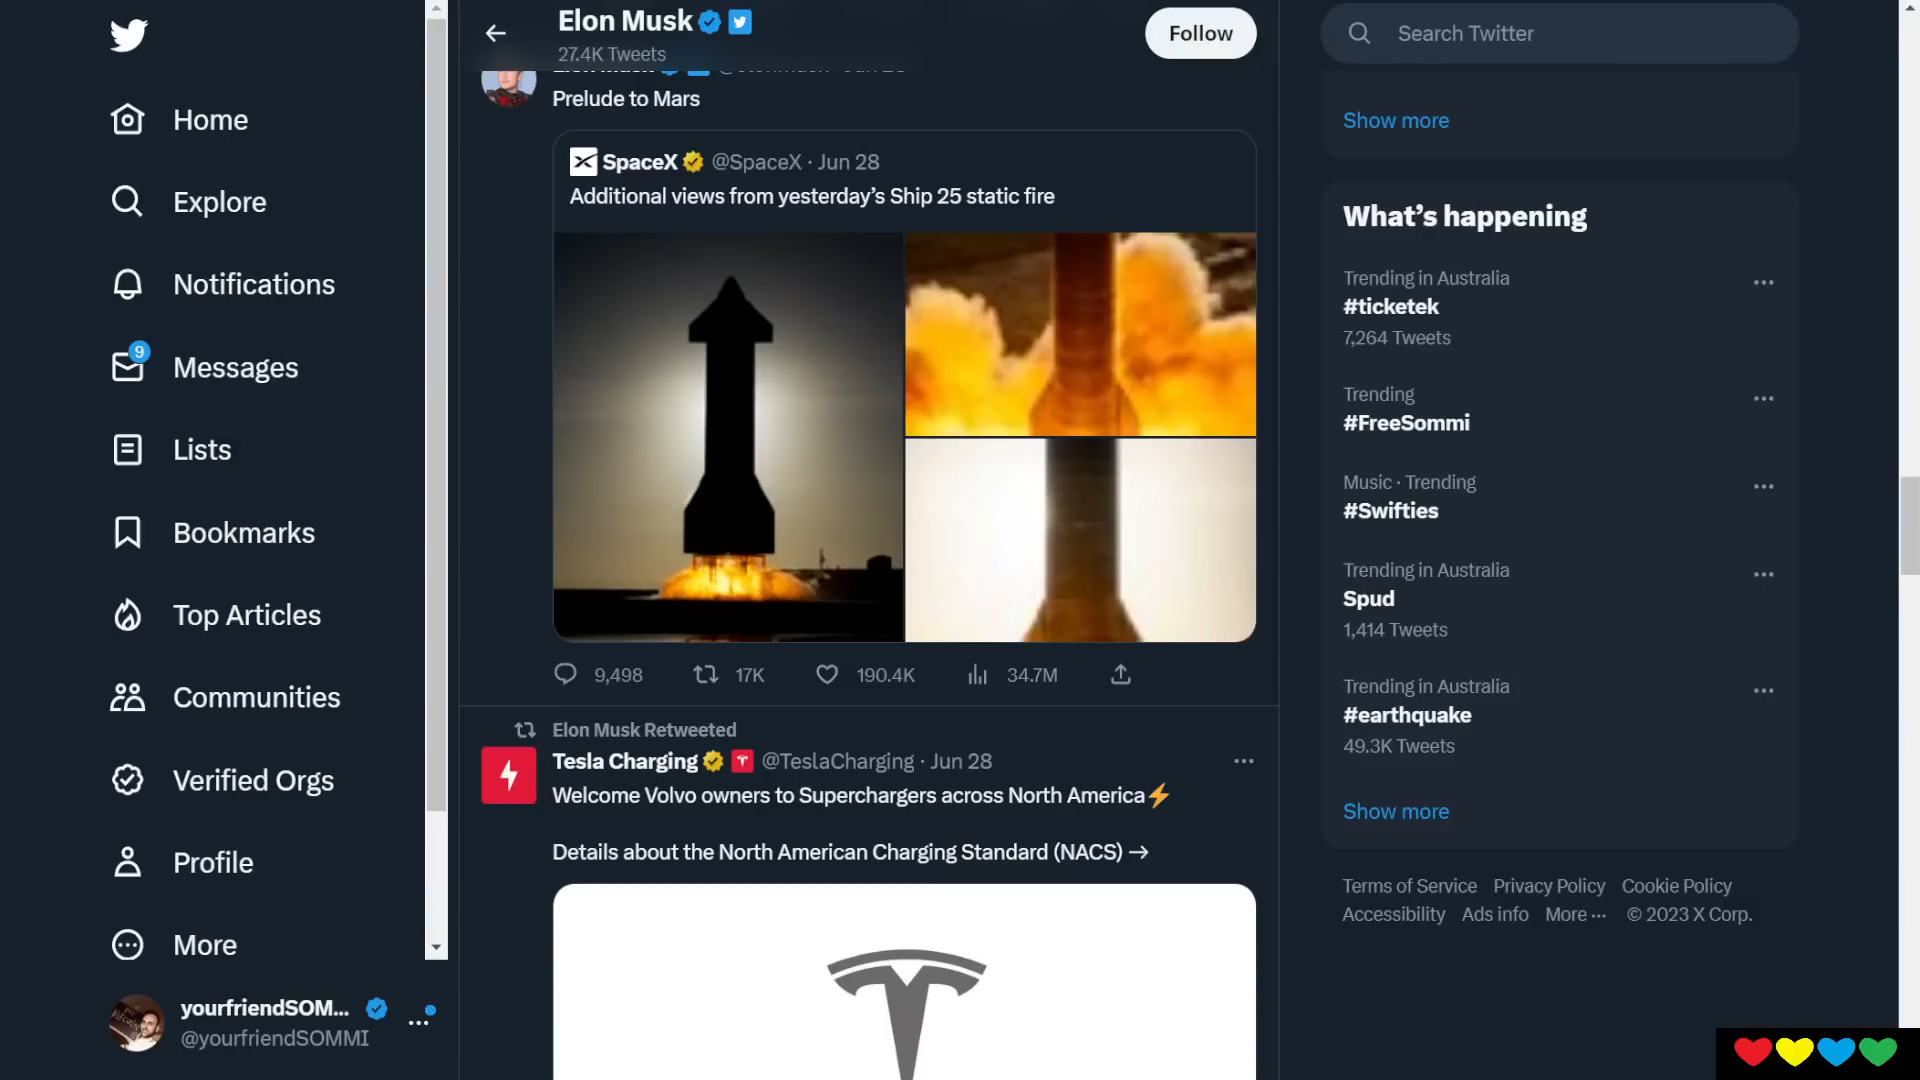 Home
Explore
Notifications
9
Messages
Lists
Bookmarks
Top Articles
Communities
Verified Orgs
Profile
More
yourfriendSOM...
@yourfriendSOMMI
Elon Musk
27.4K Tweets
Follow
Prelude to Mars
SpaceX @SpaceX · Jun 28
Additional views from yesterday’s Ship 25 static fire
9,498 17K 190.4K 34.7M
Elon Musk Retweeted
Tesla Charging @TeslaCharging · Jun 28
Welcome Volvo owners to Superchargers across North America⚡
Details about the North American Charging Standard (NACS) →
Search Twitter
Show more
What’s happening
Trending in Australia
#ticketek
7,264 Tweets
Trending
#FreeSommi
Music · Trending
#Swifties
Trending in Australia
Spud
1,414 Tweets
Trending in Australia
#earthquake
49.3K Tweets
Show more
Terms of Service Privacy Policy Cookie Policy
Accessibility Ads info More ··· © 2023 X Corp.